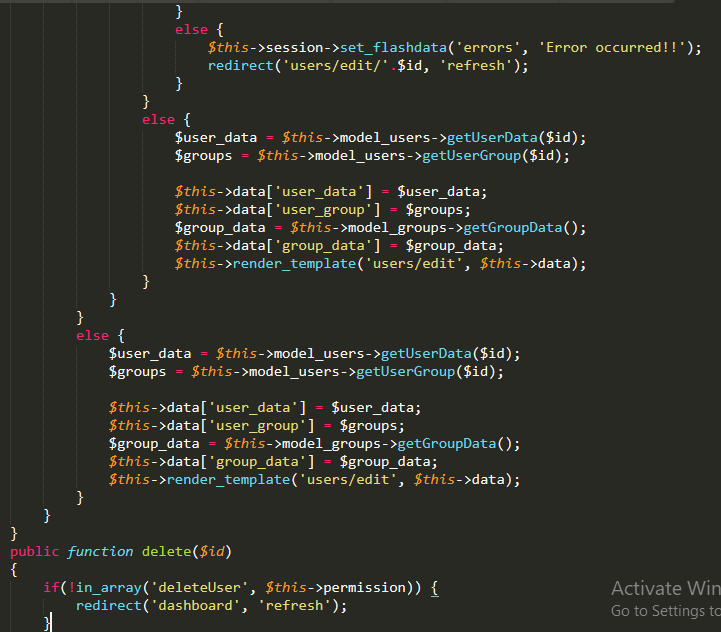 }
else {
$this->session->set_flashdata('errors', 'Error occurred!!');
redirect('users/edit/'.$id, 'refresh');
}
}
else {
$user_data = $this->model_users->getUserData($id);
$groups = $this->model_users->getUserGroup($id);
$this->data['user_data'] = $user_data;
$this->data['user_group'] = $groups;
$group_data = $this->model_groups->getGroupData();
$this->data['group_data'] = $group_data;
$this->render_template('users/edit', $this->data);
}
}
}
else {
$user_data = $this->model_users->getUserData($id);
$groups = $this->model_users->getUserGroup($id);
$this->data['user_data'] = $user_data;
$this->data['user_group'] = $groups;
$group_data = $this->model_groups->getGroupData();
$this->data['group_data'] = $group_data;
$this->render_template('users/edit', $this->data);
}
}
}
public function delete($id)
{
if(!in_array('deleteUser', $this->permission)) {
redirect('dashboard', 'refresh');
}
Activate Win
Go to Settings to